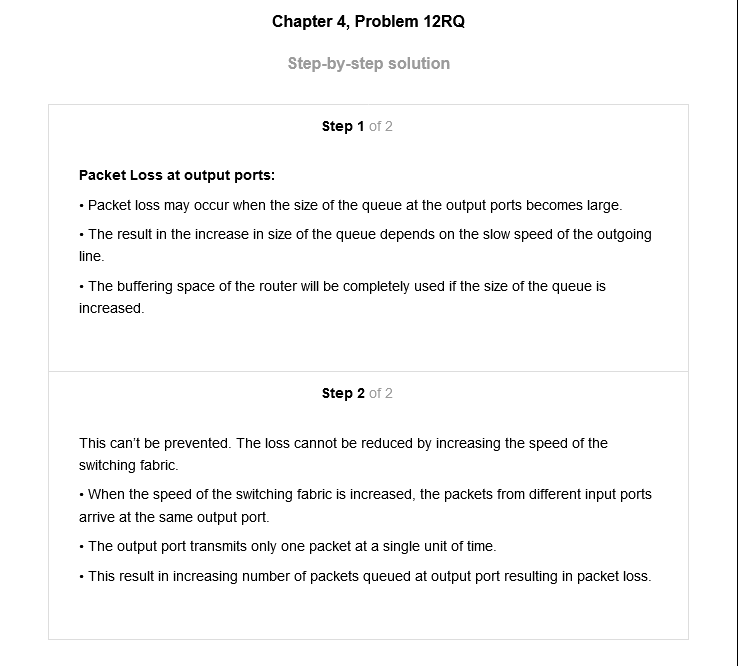 Chapter 4, Problem 12RQ
Step-by-step solution
Step 1 of 2
Packet Loss at output ports:
• Packet loss may occur when the size of the queue at the output ports becomes large.
• The result in the increase in size of the queue depends on the slow speed of the outgoing
line.
• The buffering space of the router will be completely used if the size of the queue is
increased.
Step 2 of 2
This can’t be prevented. The loss cannot be reduced by increasing the speed of the
switching fabric.
• When the speed of the switching fabric is increased, the packets from different input ports
arrive at the same output port.
• The output port transmits only one packet at a single unit of time.
• This result in increasing number of packets queued at output port resulting in packet loss.